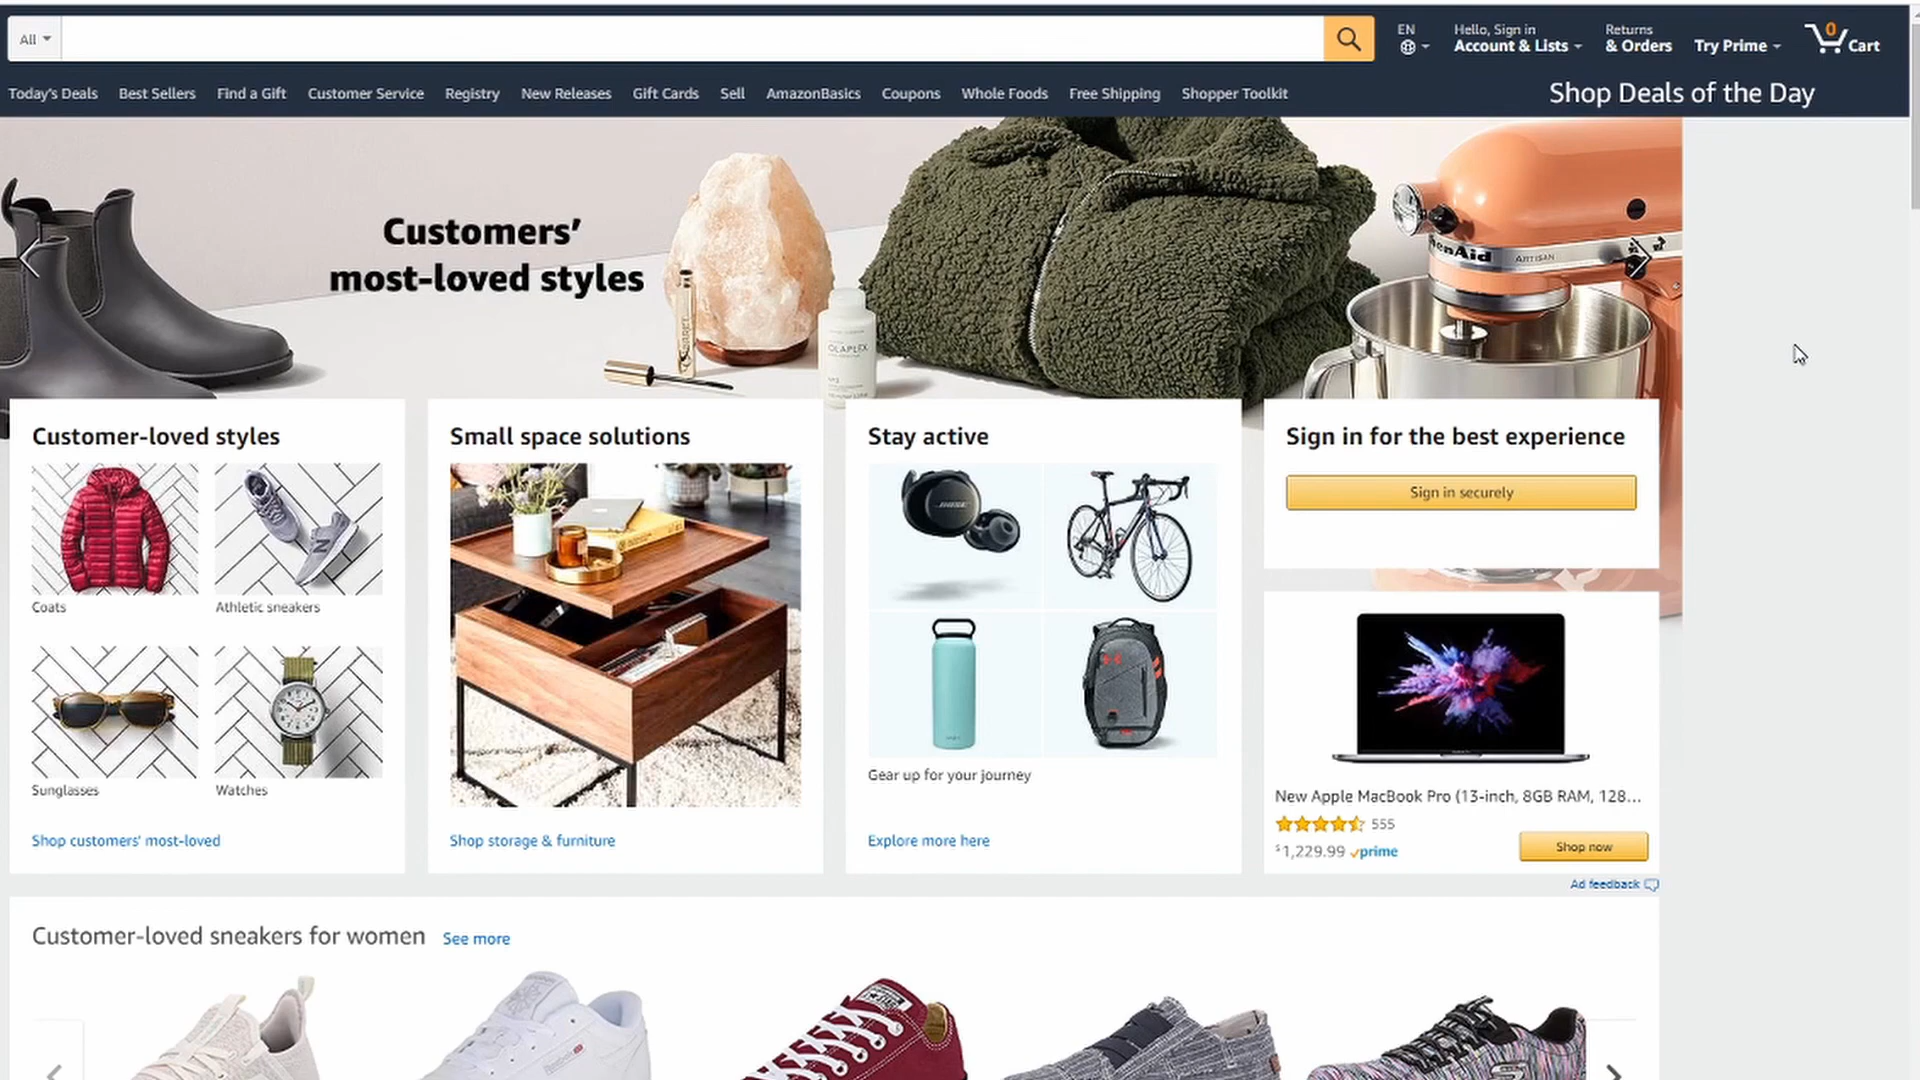 All
EN
Hello, Sign in
Account & Lists
Returns
& Orders
Try Prime
0
Cart
Today's Deals
Best Sellers
Find a Gift
Customer Service
Registry
New Releases
Gift Cards
Sell
AmazonBasics
Coupons
Whole Foods
Free Shipping
Shopper Toolkit
Shop Deals of the Day
Customers'
most-loved styles
OLAPLEX
ARTISAN
Customer-loved styles
Coats
Athletic sneakers
Sunglasses
Watches
Shop customers' most-loved
Small space solutions
Shop storage & furniture
Stay active
BOSE
Gear up for your journey
Explore more here
Sign in for the best experience
Sign in securely
New Apple MacBook Pro (13-inch, 8GB RAM, 128...
555
$1,229.99 prime
Shop now
Ad feedback
Customer-loved sneakers for women
See more